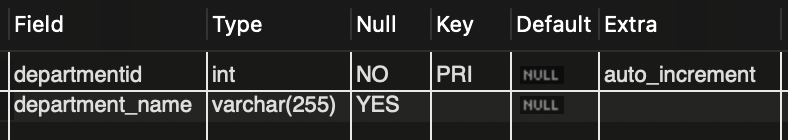 Field Type Null Key Default Extra
departmentid int NO PRI NULL auto_increment
department_name varchar(255) YES NULL